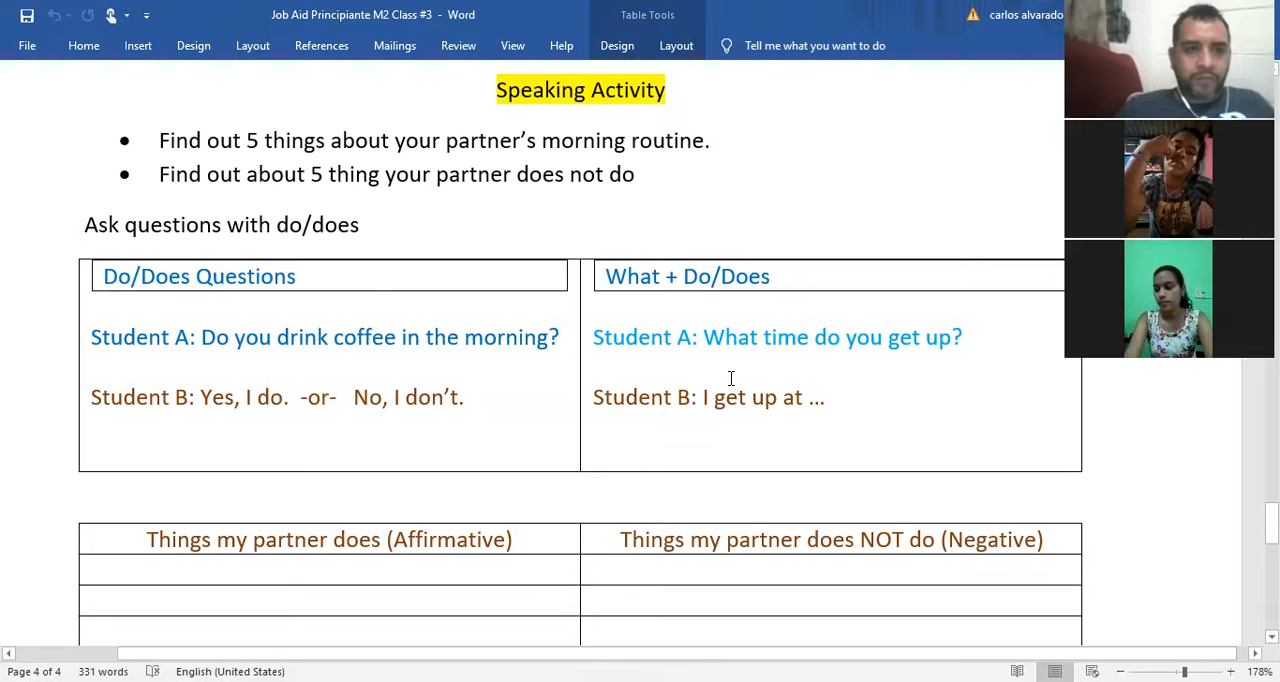 Job Aid Principiante M2 Class #3 - Word
Table Tools
carlos alvarado
File Home Insert Design Layout References Mailings Review View Help Design Layout Tell me what you want to do
Speaking Activity
• Find out 5 things about your partner’s morning routine.
• Find out about 5 thing your partner does not do
Ask questions with do/does
Do/Does Questions
Student A: Do you drink coffee in the morning?
Student B: Yes, I do. -or- No, I don’t.
What + Do/Does
Student A: What time do you get up?
Student B: I get up at ...
Things my partner does (Affirmative)
Things my partner does NOT do (Negative)
Page 4 of 4 331 words English (United States) 178%